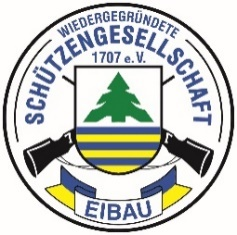 WIEDERGEGRÜNDETE
SCHÜTZENGESELLSCHAFT
1707 e.V.
EIBAU